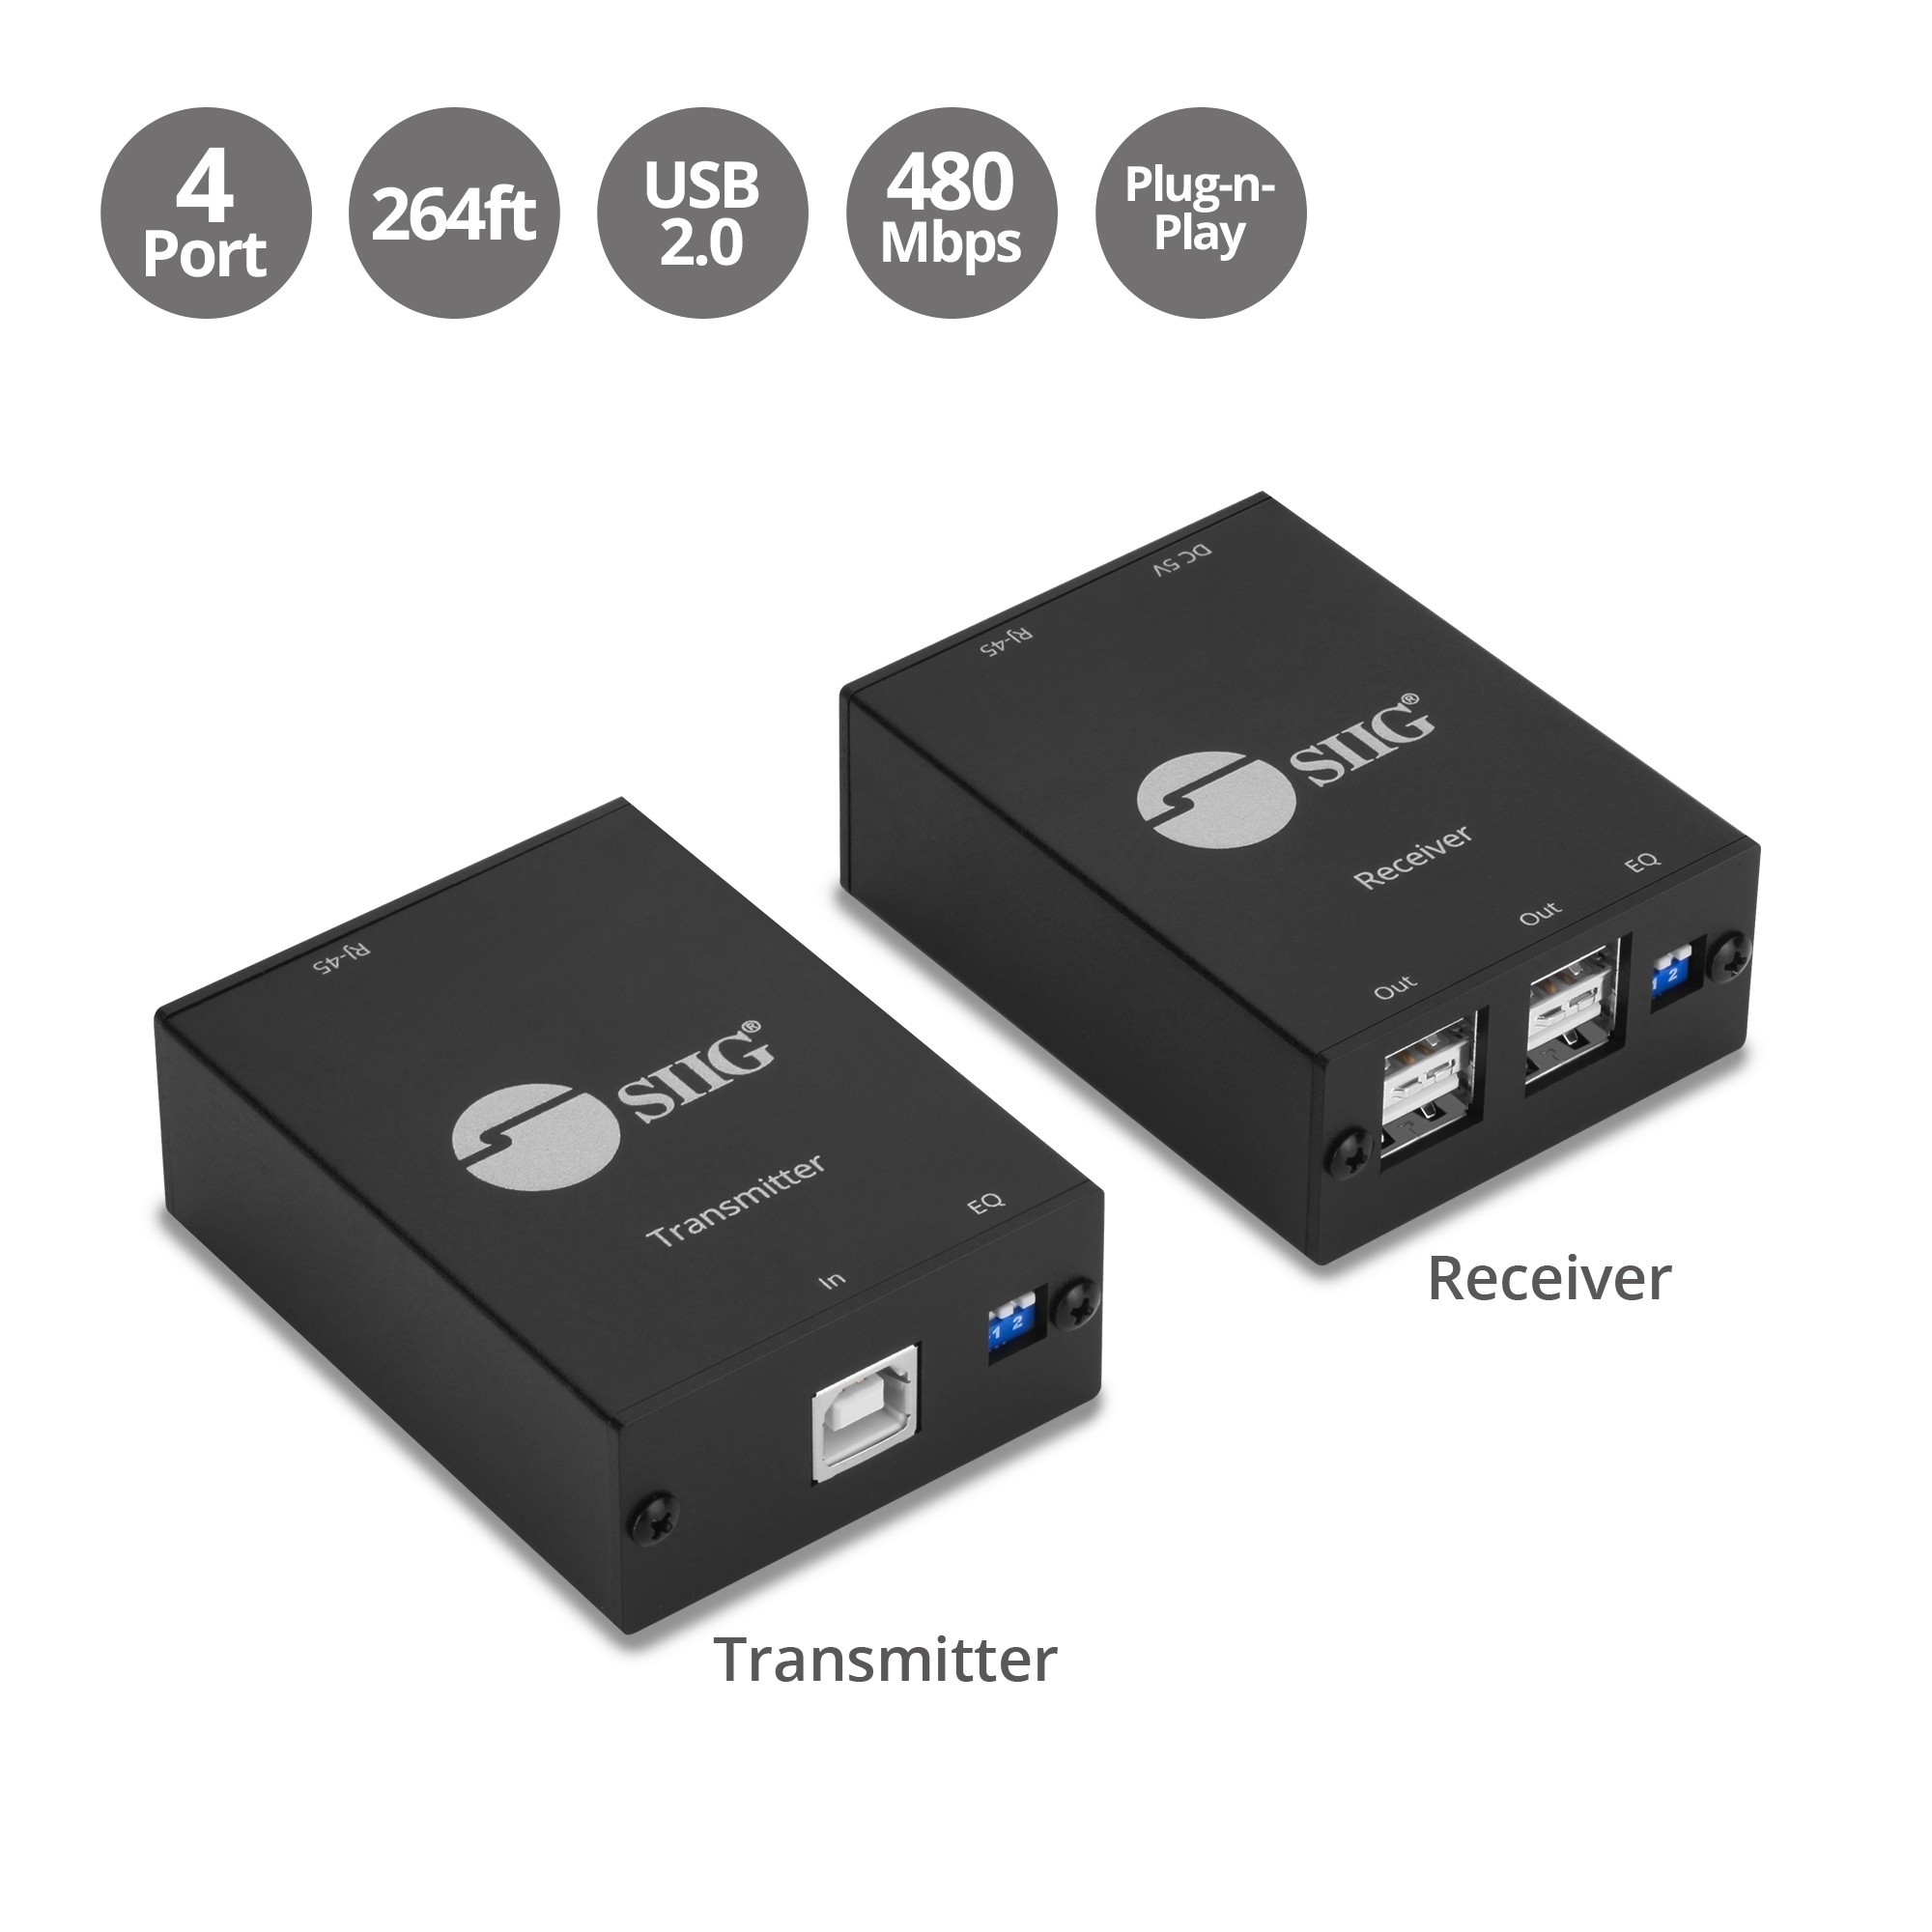 4
Port
264ft
USB
2.0
480
Mbps
Plug-n-
Play
DC 5V
RJ-45
SIIG®
Receiver
EQ
Out
Out
1 2
Receiver
RJ-45
SIIG®
Transmitter
EQ
In
1 2
Transmitter